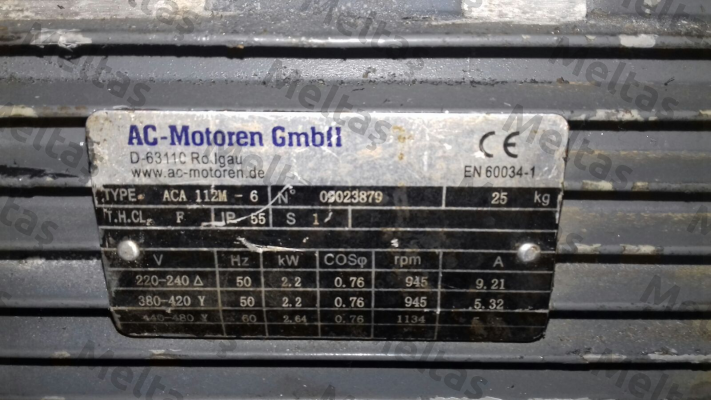 AC-Motoren GmbH
D-63110 Rodgau
www.ac-motoren.de
CE
EN 60034-1
TYPE ACA 112M - 6 N° 09023879 25 kg
T.H.CL. F IP 55 S 1
V Hz kW COSφ rpm A
220-240 Δ 50 2.2 0.76 945 9.21
380-420 Y 50 2.2 0.76 945 5.32
440-480 Y 60 2.64 0.76 1134
Meltas